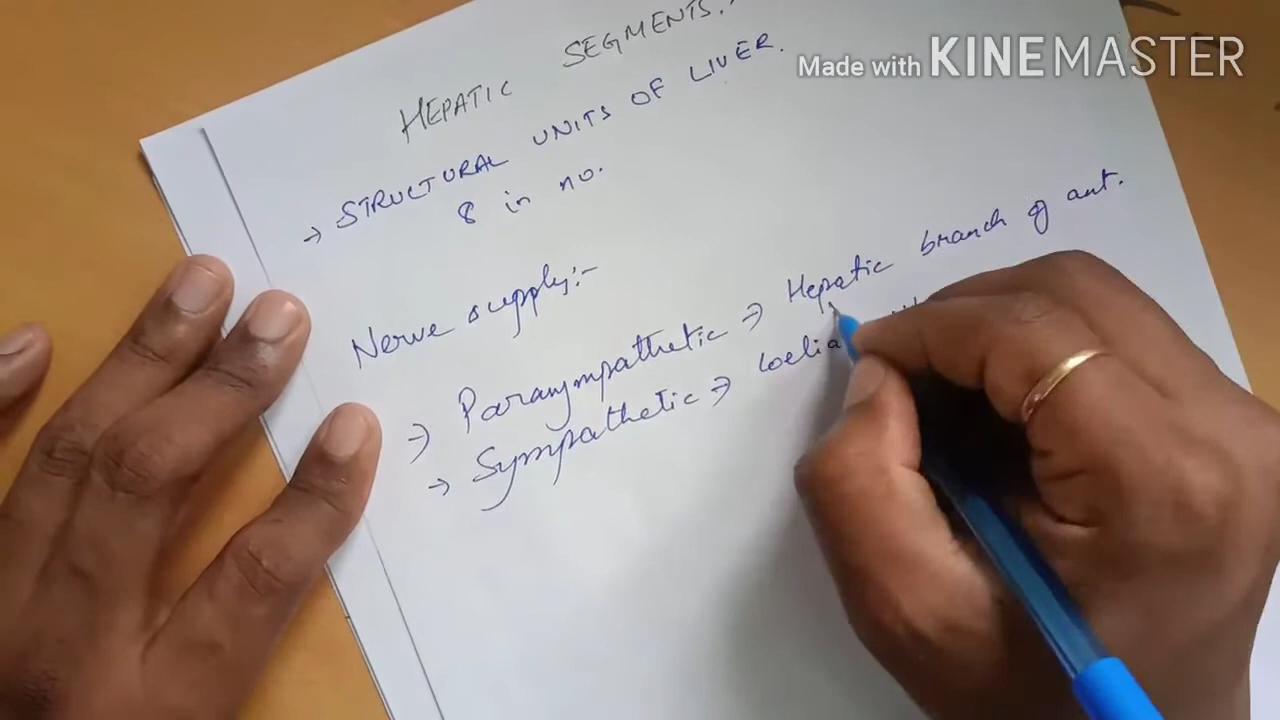 HEPATIC SEGMENTS.
Made with KINEMASTER
→ STRUCTURAL UNITS OF LIVER.
8 in no.
Nerve supply:-
→ Parasympathetic → Hepatic branch of ant.
→ Sympathetic → Coelia